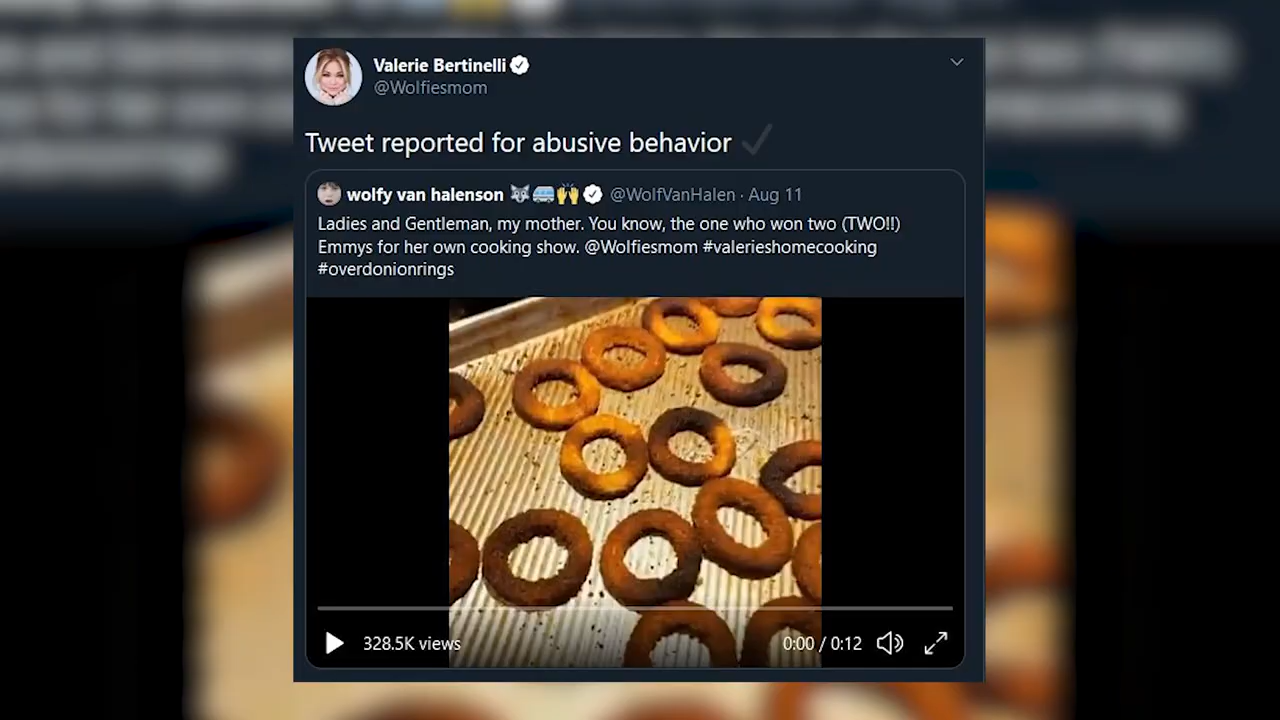 Valerie Bertinelli
@Wolfiesmom
Tweet reported for abusive behavior ✔
wolfy van halenson 🐺🚐🙌 @WolfVanHalen · Aug 11
Ladies and Gentleman, my mother. You know, the one who won two (TWO!!)
Emmys for her own cooking show. @Wolfiesmom #valerieshomecooking
#overdonionrings
328.5K views
0:00 / 0:12